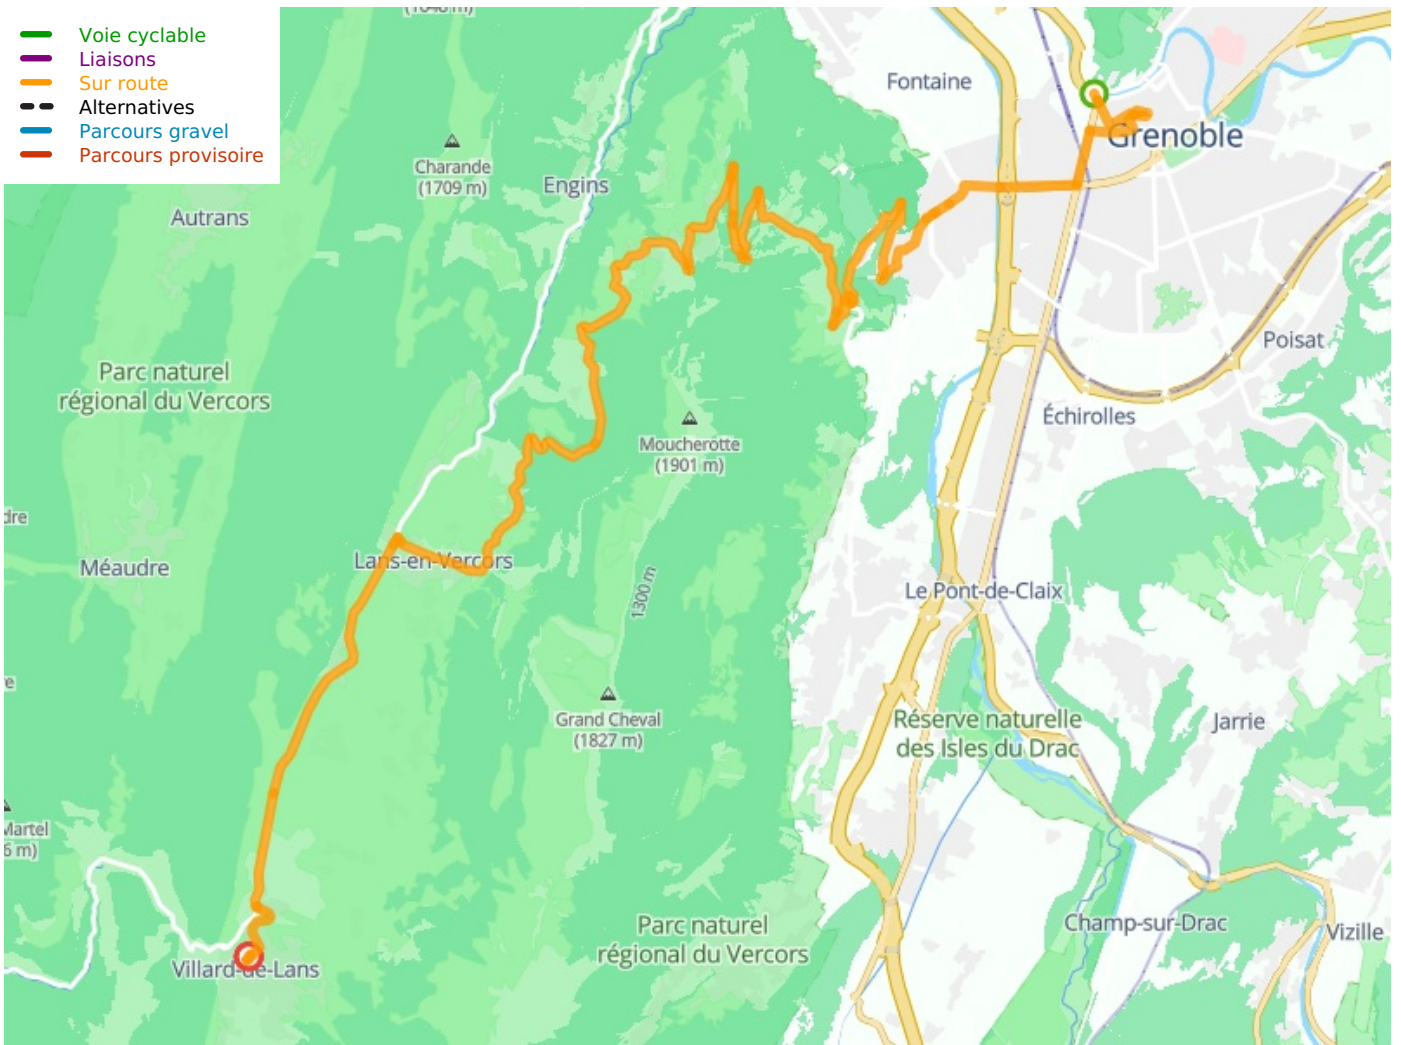 Voie cyclable
Liaisons
Sur route
Alternatives
Parcours gravel
Parcours provisoire
Fontaine
Grenoble
Charande
(1709 m)
Engins
Autrans
Poisat
Parc naturel
régional du Vercors
Échirolles
Moucherotte
(1901 m)
dre
Méaudre
Lans-en-Vercors
1300 m
Le Pont-de-Claix
Grand Cheval
(1827 m)
Réserve naturelle
des Isles du Drac
Jarrie
Martel
6 m)
Parc naturel
régional du Vercors
Champ-sur-Drac
Vizille
Villard-de-Lans